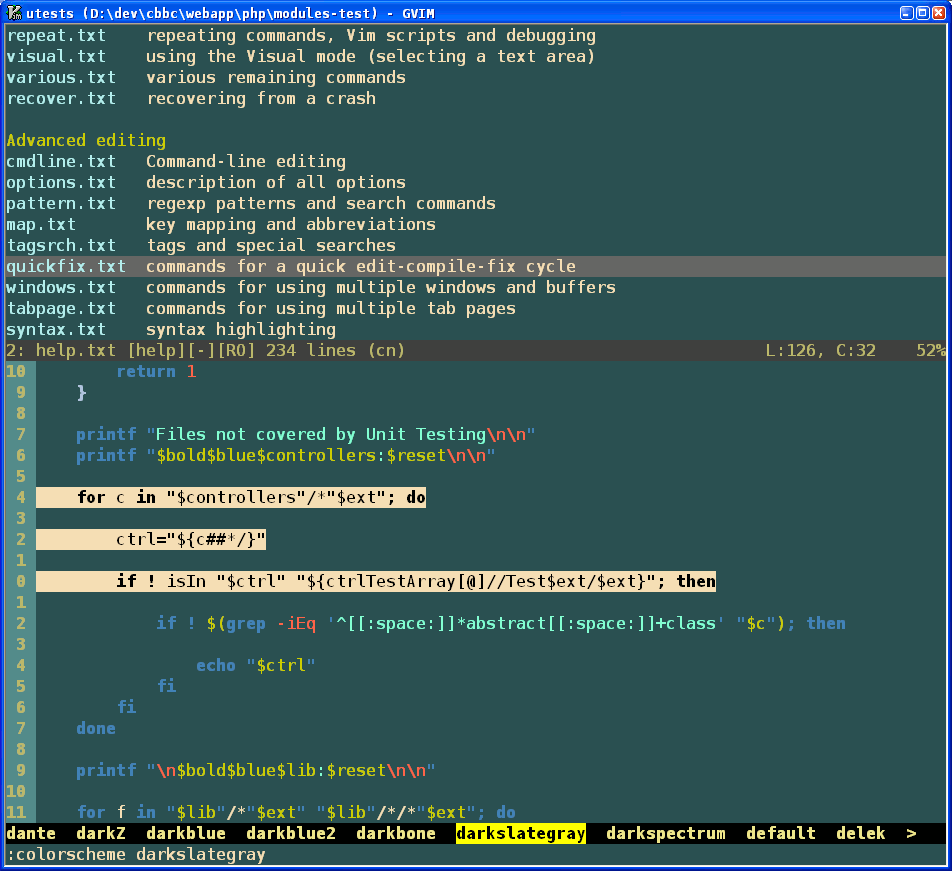 utests (D:\dev\cbbc\webapp\php\modules-test) - GVIM
repeat.txt    repeating commands, Vim scripts and debugging
visual.txt    using the Visual mode (selecting a text area)
various.txt   various remaining commands
recover.txt   recovering from a crash
Advanced editing
cmdline.txt   Command-line editing
options.txt   description of all options
pattern.txt   regexp patterns and search commands
map.txt       key mapping and abbreviations
tagsrch.txt   tags and special searches
quickfix.txt  commands for a quick edit-compile-fix cycle
windows.txt   commands for using multiple windows and buffers
tabpage.txt   commands for using multiple tab pages
syntax.txt    syntax highlighting
2: help.txt [help][-][RO] 234 lines (cn)                                    L:126, C:32    52%
10         return 1
 9     }
 8
 7     printf "Files not covered by Unit Testing\n\n"
 6     printf "$bold$blue$controllers:$reset\n\n"
 5
 4     for c in "$controllers"/*"$ext"; do
 3
 2         ctrl="${c##*/}"
 1
 0         if ! isIn "$ctrl" "${ctrlTestArray[@]//Test$ext/$ext}"; then
 1
 2             if ! $(grep -iEq '^[[:space:]]*abstract[[:space:]]+class' "$c"); then
 3
 4                 echo "$ctrl"
 5             fi
 6         fi
 7     done
 8
 9     printf "\n$bold$blue$lib:$reset\n\n"
10
11     for f in "$lib"/*"$ext" "$lib"/*/*"$ext"; do
dante  darkZ  darkblue  darkblue2  darkbone  darkslategray  darkspectrum  default  delek  >
:colorscheme darkslategray